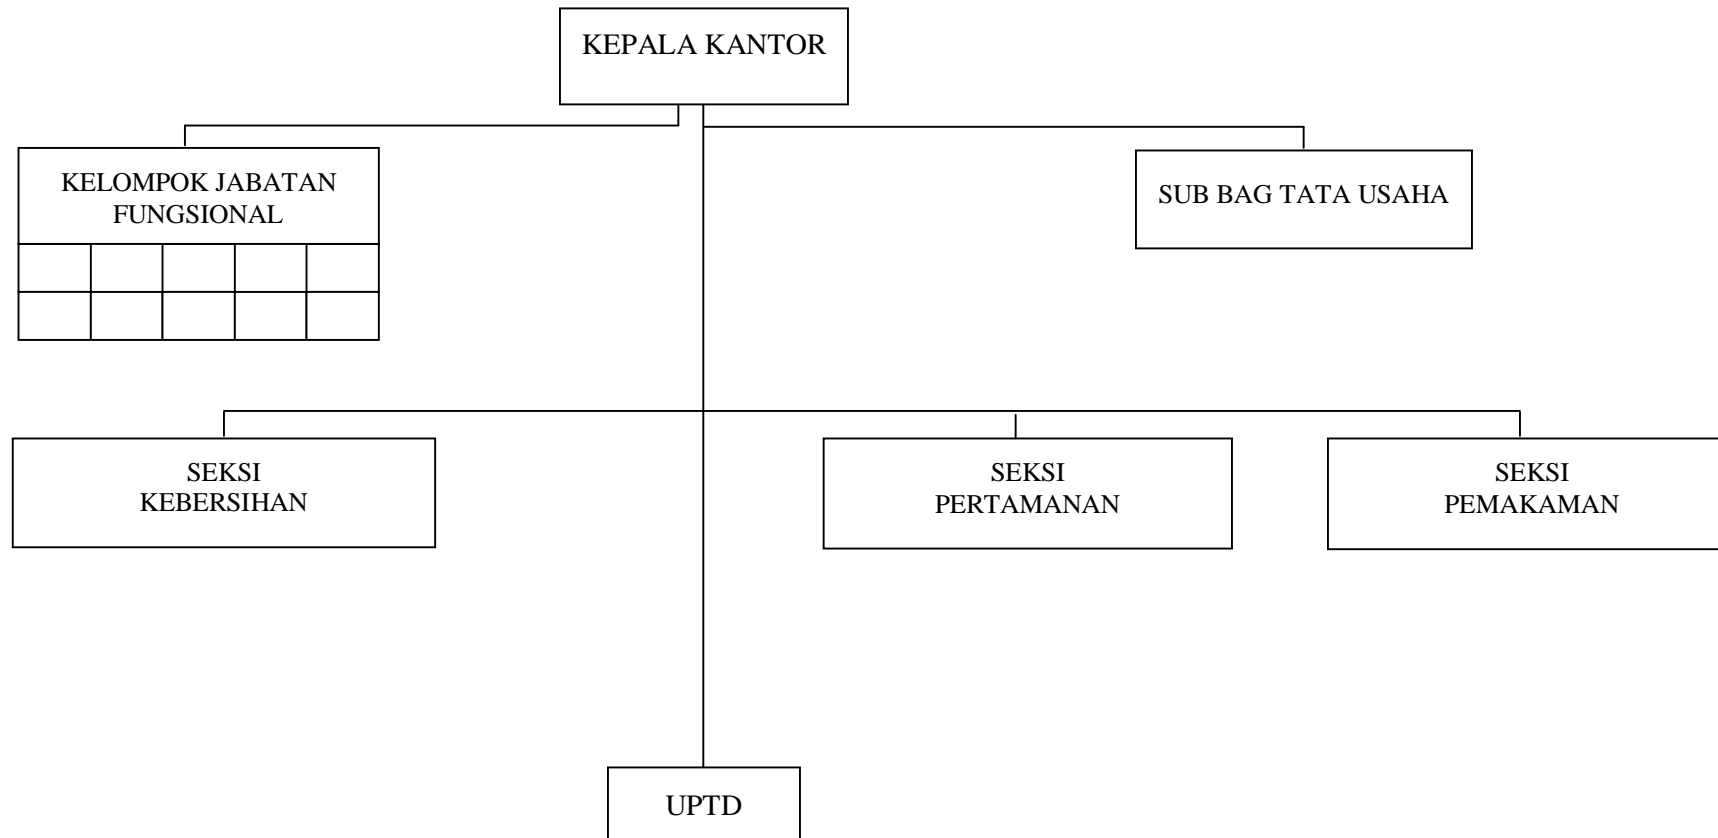 KEPALA KANTOR
KELOMPOK JABATAN
FUNGSIONAL
SUB BAG TATA USAHA
SEKSI
KEBERSIHAN
SEKSI
PERTAMANAN
SEKSI
PEMAKAMAN
UPTD